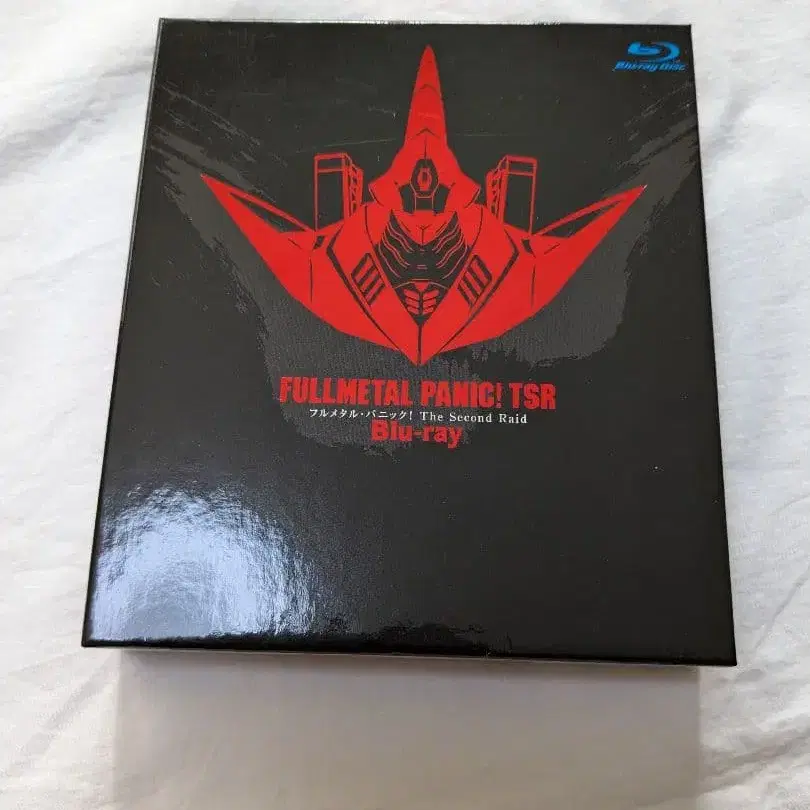 Blu-ray Disc
FULLMETAL PANIC! TSR
フルメタル・パニック! The Second Raid
Blu-ray